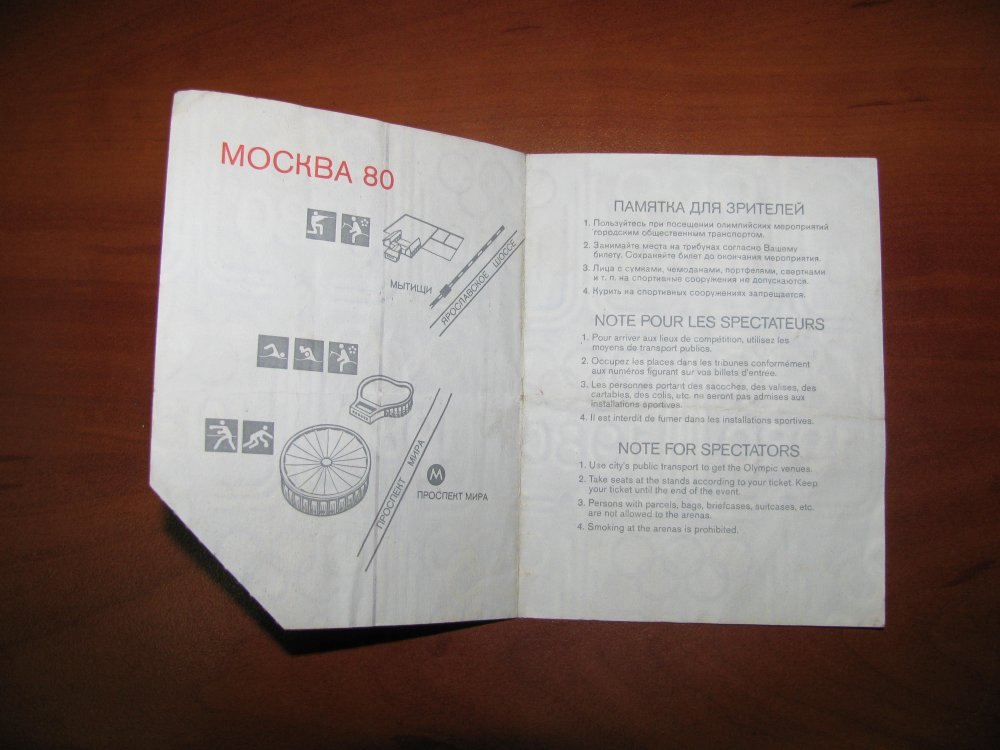 МОСКВА 80
МЫТИЩИ
ЯРОСЛАВСКОЕ ШОССЕ
ПРОСПЕКТ МИРА
М
ПРОСПЕКТ МИРА
ПАМЯТКА ДЛЯ ЗРИТЕЛЕЙ
1. Пользуйтесь при посещении олимпийских мероприятий
городским общественным транспортом.
2. Занимайте места на трибунах согласно Вашему
билету. Сохраняйте билет до окончания мероприятия.
3. Лица с сумками, чемоданами, портфелями, свертками
и т. п. на спортивные сооружения не допускаются.
4. Курить на спортивных сооружениях запрещается.
NOTE POUR LES SPECTATEURS
1. Pour arriver aux lieux de compétition, utilisez les
moyens de transport publics.
2. Occupez les places dans les tribunes conformément
aux numéros figurant sur vos billets d'entrée.
3. Les personnes portant des sacoches, des valises, des
cartables, des colis, etc. ne seront pas admises aux
installations sportives.
4. Il est interdit de fumer dans les installations sportives.
NOTE FOR SPECTATORS
1. Use city's public transport to get the Olympic venues.
2. Take seats at the stands according to your ticket. Keep
your ticket until the end of the event.
3. Persons with parcels, bags, briefcases, suitcases, etc.
are not allowed to the arenas.
4. Smoking at the arenas is prohibited.